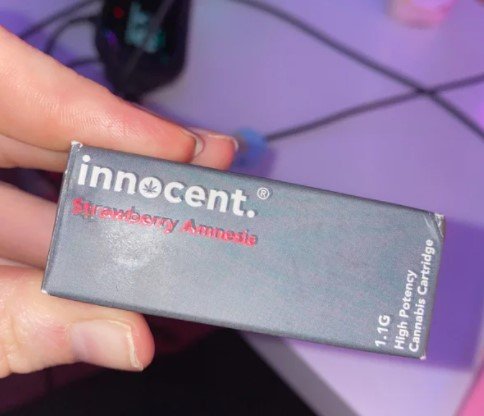 innocent.®
Strawberry Amnesia
1.1G
High Potency
Cannabis Cartridge